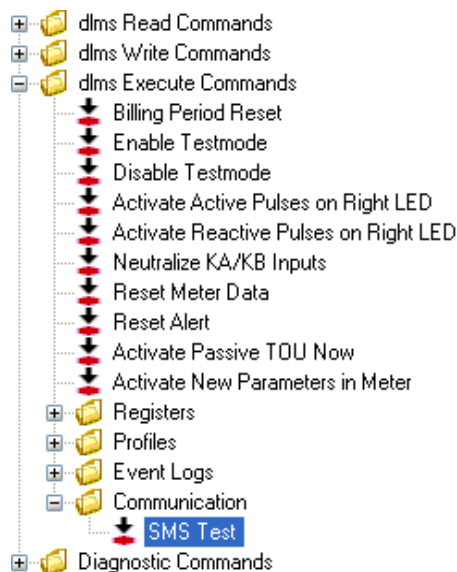 dlms Read Commands
dlms Write Commands
dlms Execute Commands
Billing Period Reset
Enable Testmode
Disable Testmode
Activate Active Pulses on Right LED
Activate Reactive Pulses on Right LED
Neutralize KA/KB Inputs
Reset Meter Data
Reset Alert
Activate Passive TOU Now
Activate New Parameters in Meter
Registers
Profiles
Event Logs
Communication
SMS Test
Diagnostic Commands